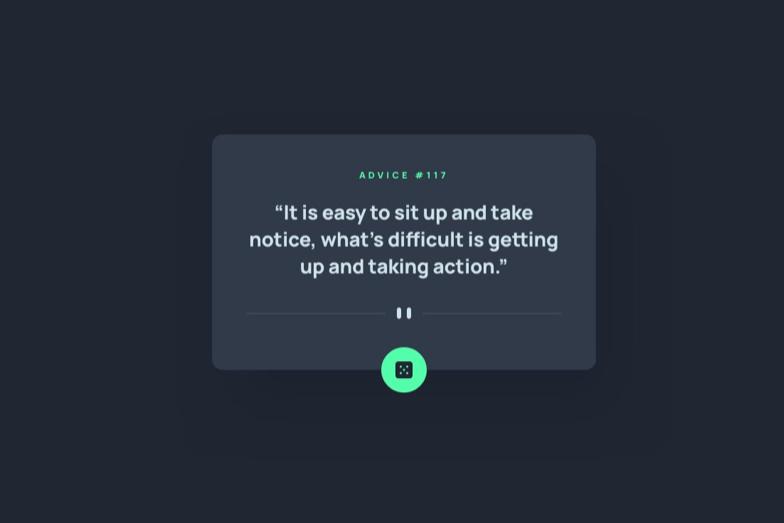 ADVICE #117
“It is easy to sit up and take
notice, what’s difficult is getting
up and taking action.”